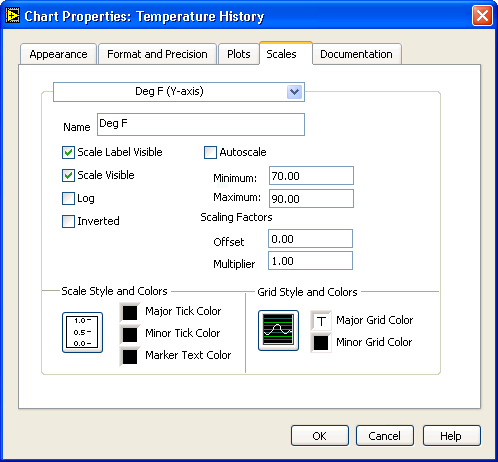 Chart Properties: Temperature History
Appearance Format and Precision Plots Scales Documentation
Deg F (Y-axis)
Name Deg F
Scale Label Visible Autoscale
Scale Visible Minimum: 70.00
Log Maximum: 90.00
Inverted Scaling Factors
Offset 0.00
Multiplier 1.00
Scale Style and Colors Grid Style and Colors
1.0 Major Tick Color T Major Grid Color
0.5 Minor Tick Color Minor Grid Color
0.0 Marker Text Color
OK Cancel Help